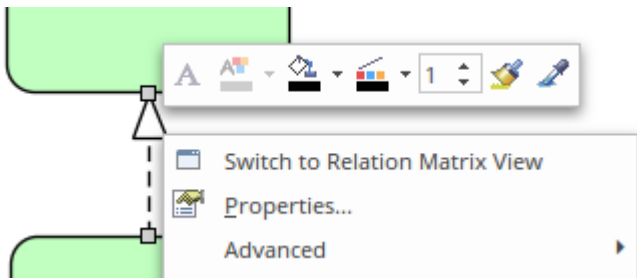 A A
1
Switch to Relation Matrix View
Properties...
Advanced